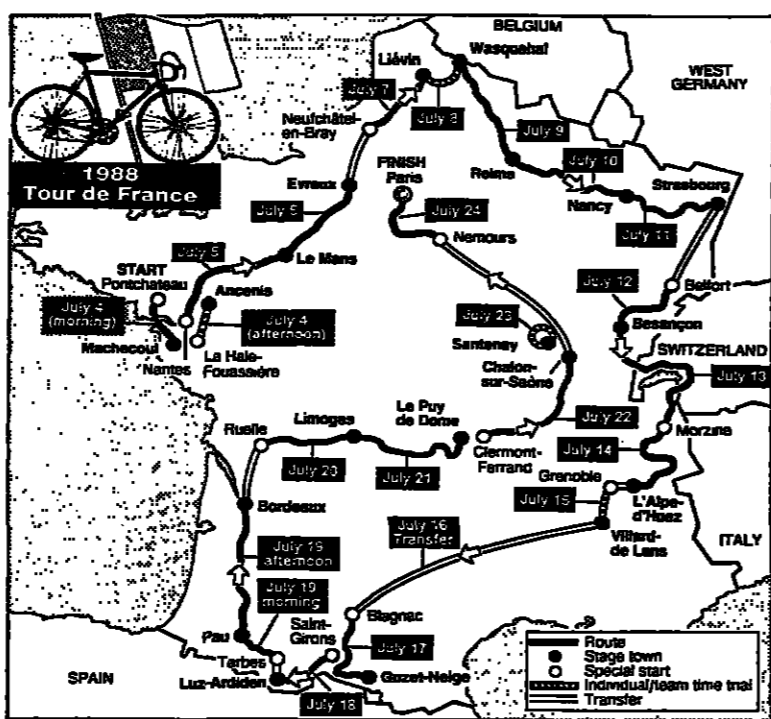 1988
Tour de France
BELGIUM
WEST
GERMANY
Liévin
Wasquehal
July 7
July 8
July 9
Neufchâtel-
en-Bray
FINISH
Paris
Reims
July 10
Strasbourg
Evraux
July 5
July 24
Nancy
July 11
Nemours
July 5
Le Mans
START
Pontchateau
Ancenis
July 12
Belfort
July 4
(morning)
July 4
(afternoon)
July 23
Besançon
Santenay
Machecoul
Nantes
La Haie-
Fouassière
Chalon-
sur-Saône
SWITZERLAND
July 13
Ruelle
Limoges
Le Puy
de Dome
July 22
Morzine
July 20
July 21
Clermont-
Ferrand
July 14
Grenoble
July 15
L'Alpe-
d'Huez
Bordeaux
July 16
Transfer
Villard-
de Lans
ITALY
July 19
afternoon
July 19
morning
Saint-
Girons
Blagnac
Pau
July 17
Tarbes
Luz-Ardiden
Guzet-Neige
SPAIN
July 18
Route
Stage town
Special start
Individual/team time trial
Transfer